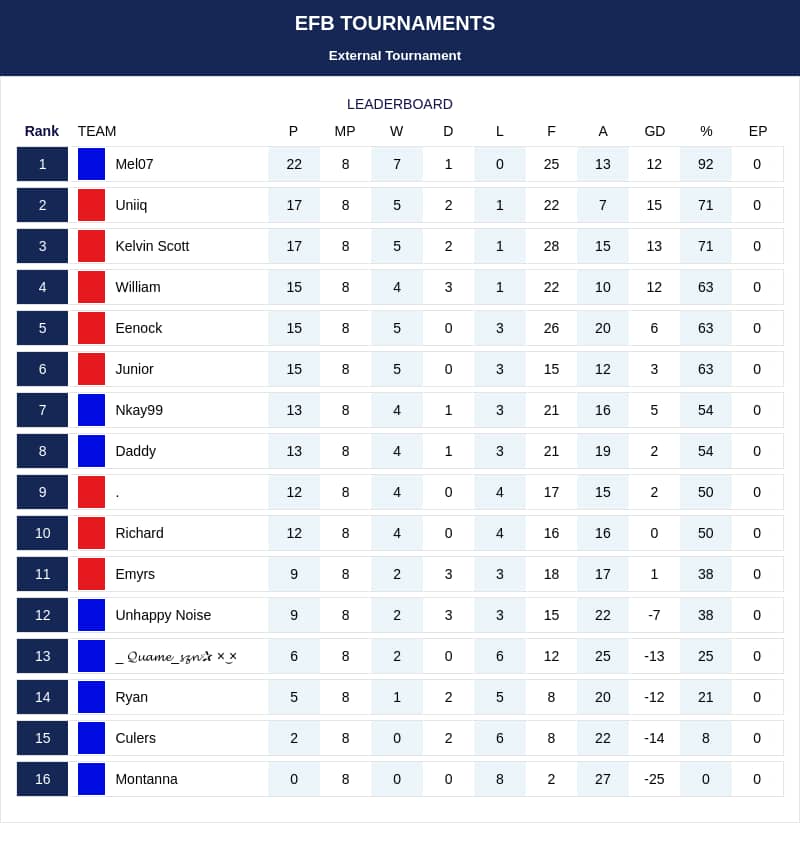 EFB TOURNAMENTS
External Tournament
LEADERBOARD
Rank TEAM P MP W D L F A GD % EP
1 Mel07 22 8 7 1 0 25 13 12 92 0
2 Uniiq 17 8 5 2 1 22 7 15 71 0
3 Kelvin Scott 17 8 5 2 1 28 15 13 71 0
4 William 15 8 4 3 1 22 10 12 63 0
5 Eenock 15 8 5 0 3 26 20 6 63 0
6 Junior 15 8 5 0 3 15 12 3 63 0
7 Nkay99 13 8 4 1 3 21 16 5 54 0
8 Daddy 13 8 4 1 3 21 19 2 54 0
9 . 12 8 4 0 4 17 15 2 50 0
10 Richard 12 8 4 0 4 16 16 0 50 0
11 Emyrs 9 8 2 3 3 18 17 1 38 0
12 Unhappy Noise 9 8 2 3 3 15 22 -7 38 0
13 _ 𝓠𝓾𝓪𝓶𝓮_𝓼𝔃𝓷✰ ×͜× 6 8 2 0 6 12 25 -13 25 0
14 Ryan 5 8 1 2 5 8 20 -12 21 0
15 Culers 2 8 0 2 6 8 22 -14 8 0
16 Montanna 0 8 0 0 8 2 27 -25 0 0